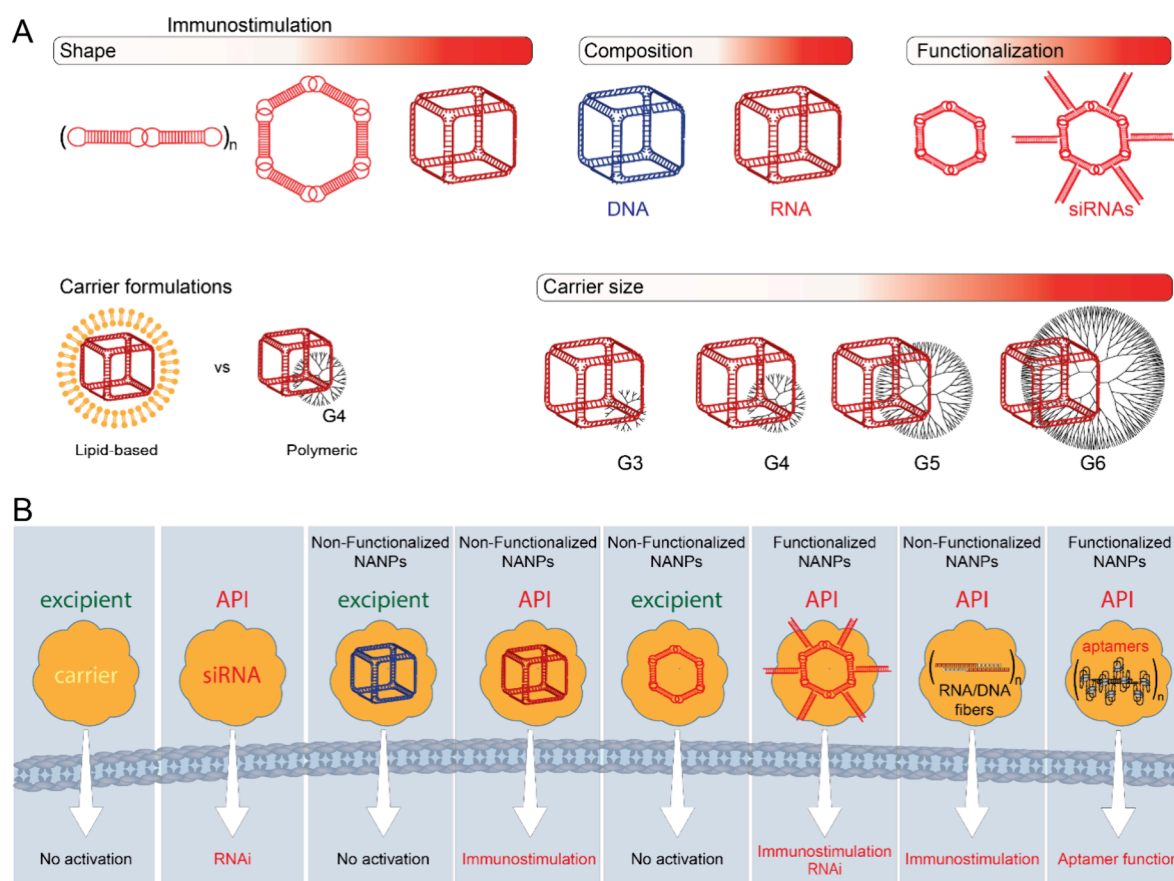 A
Immunostimulation
Shape
Composition
Functionalization
( )n
DNA
RNA
siRNAs
Carrier formulations
Carrier size
vs
G4
Lipid-based
Polymeric
G3
G4
G5
G6
B
Non-Functionalized
NANPs
Non-Functionalized
NANPs
Non-Functionalized
NANPs
Functionalized
NANPs
Non-Functionalized
NANPs
Functionalized
NANPs
excipient
API
excipient
API
excipient
API
API
API
carrier
siRNA
( )n
RNA/DNA
fibers
aptamers
( )n
No activation
RNAi
No activation
Immunostimulation
No activation
Immunostimulation
RNAi
Immunostimulation
Aptamer function